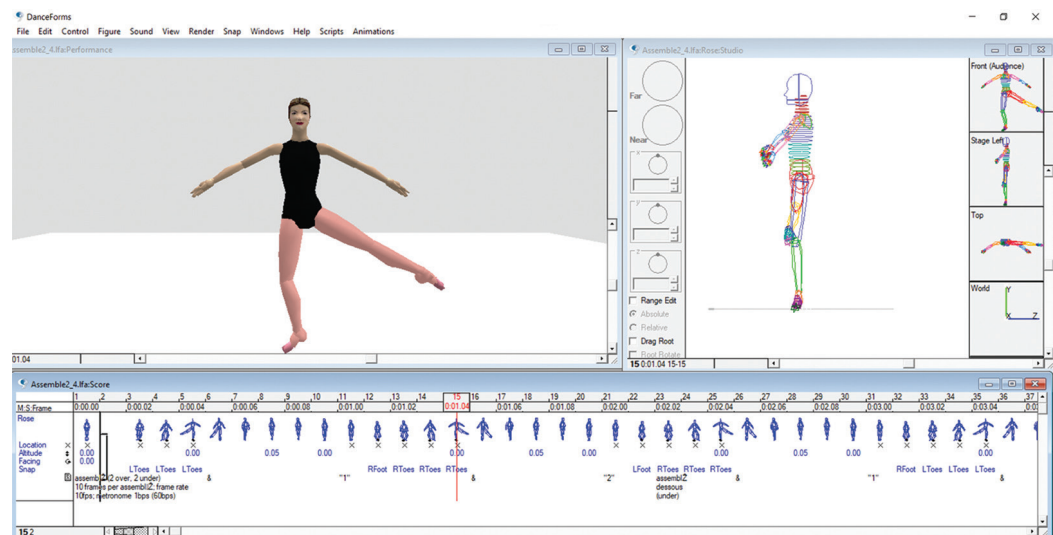 DanceForms
File Edit Control Figure Sound View Render Snap Windows Help Scripts Animations
Assemble2_4.lfa:Performance
01.04
Assemble2_4.lfa:Rose:Studio
Far
Near
X
Y
Z
Range Edit
Absolute
Relative
Drag Root
Root Rotate
15 0:01.04 15-15
Front (Audience)
Stage Left
Top
World
Y
X Z
Assemble2_4.lfa:Score
1 2 3 4 5 6 7 8 9 10 11 12 13 14 15 16 17 18 19 20 21 22 23 24 25 26 27 28 29 30 31 32 33 34 35 36 37
M:S:Frame 0:00.00 0:00.02 0:00.04 0:00.06 0:00.08 0:01.00 0:01.02 0:01.04 0:01.06 0:01.08 0:02.00 0:02.02 0:02.04 0:02.06 0:02.08 0:03.00 0:03.02 0:03.04
Rose
Location
Altitude 0.00 0.00 0.05 0.00 0.00 0.05 0.00 0.00 0.05 0.00 0.00
Facing 0.00
Snap LToes LToes LToes RFoot RToes RToes RToes LFoot RToes RToes RToes RFoot LToes LToes LToes
assemblZ (2 over, 2 under) & "1" & "2" assemblZ & "1" &
10 frames per assemblZ; frame rate dessous
10fps; metronome 1bps (60bps) (under)
15 2